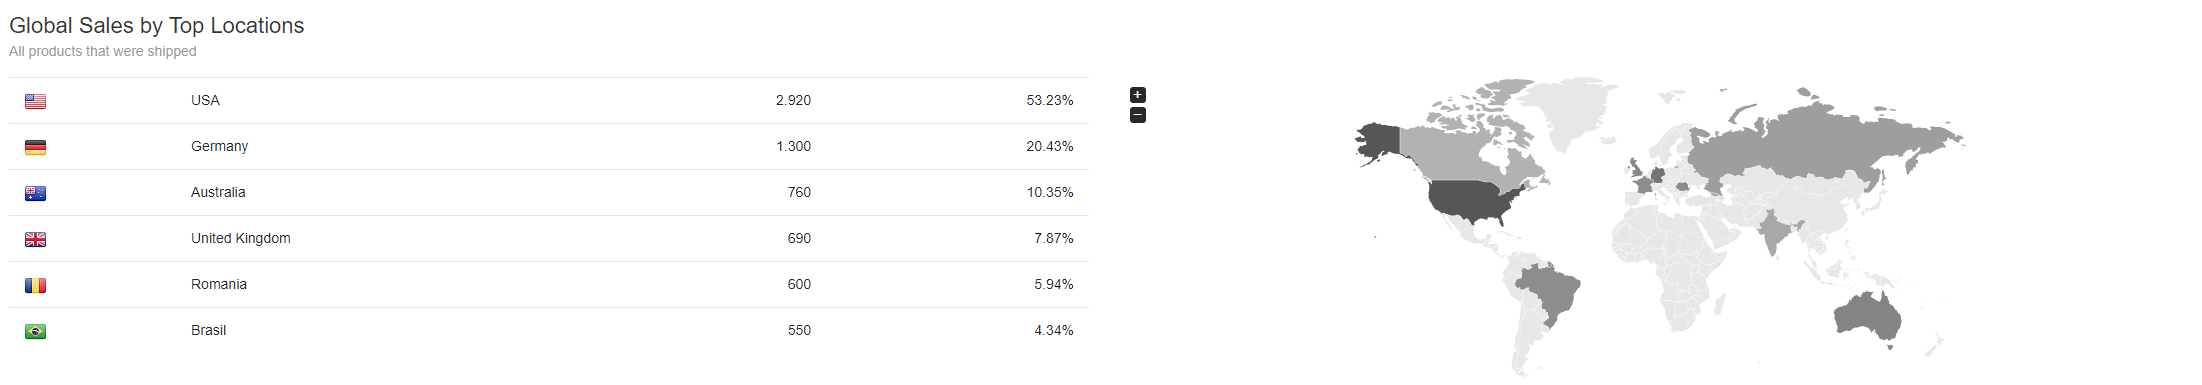 Global Sales by Top Locations
All products that were shipped
USA 2.920 53.23%
Germany 1.300 20.43%
Australia 760 10.35%
United Kingdom 690 7.87%
Romania 600 5.94%
Brasil 550 4.34%
+
−